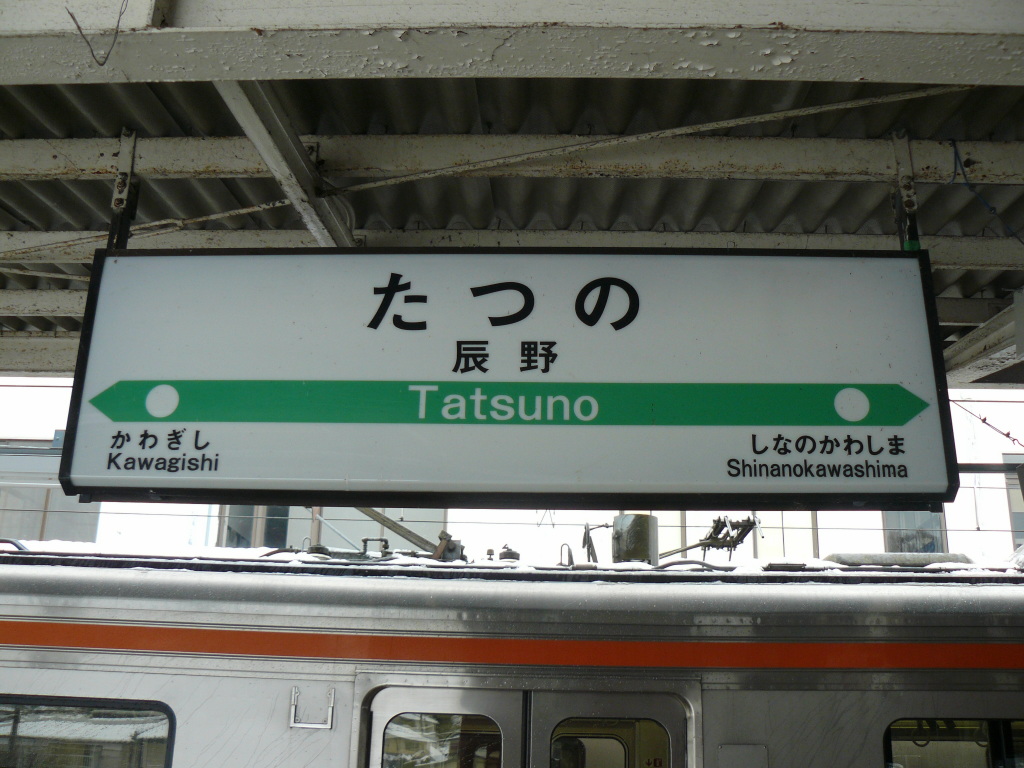 たつの
辰野
Tatsuno
かわぎし
Kawagishi
しなのかわしま
Shinanokawashima